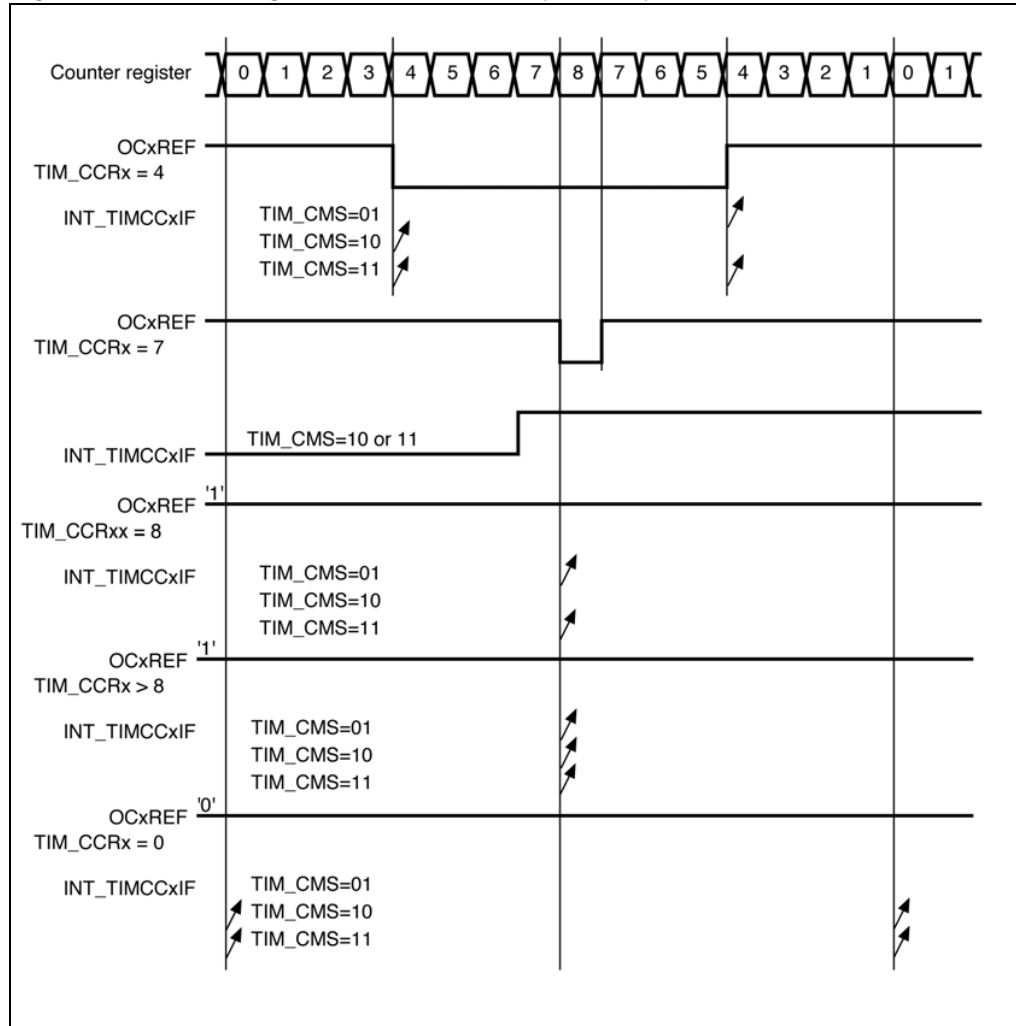 Counter register 0 1 2 3 4 5 6 7 8 7 6 5 4 3 2 1 0 1
OCxREF
TIM_CCRx = 4
INT_TIMCCxIF TIM_CMS=01
TIM_CMS=10
TIM_CMS=11
OCxREF
TIM_CCRx = 7
TIM_CMS=10 or 11
INT_TIMCCxIF
OCxREF '1'
TIM_CCRxx = 8
INT_TIMCCxIF TIM_CMS=01
TIM_CMS=10
TIM_CMS=11
OCxREF '1'
TIM_CCRx > 8
INT_TIMCCxIF TIM_CMS=01
TIM_CMS=10
TIM_CMS=11
OCxREF '0'
TIM_CCRx = 0
INT_TIMCCxIF TIM_CMS=01
TIM_CMS=10
TIM_CMS=11